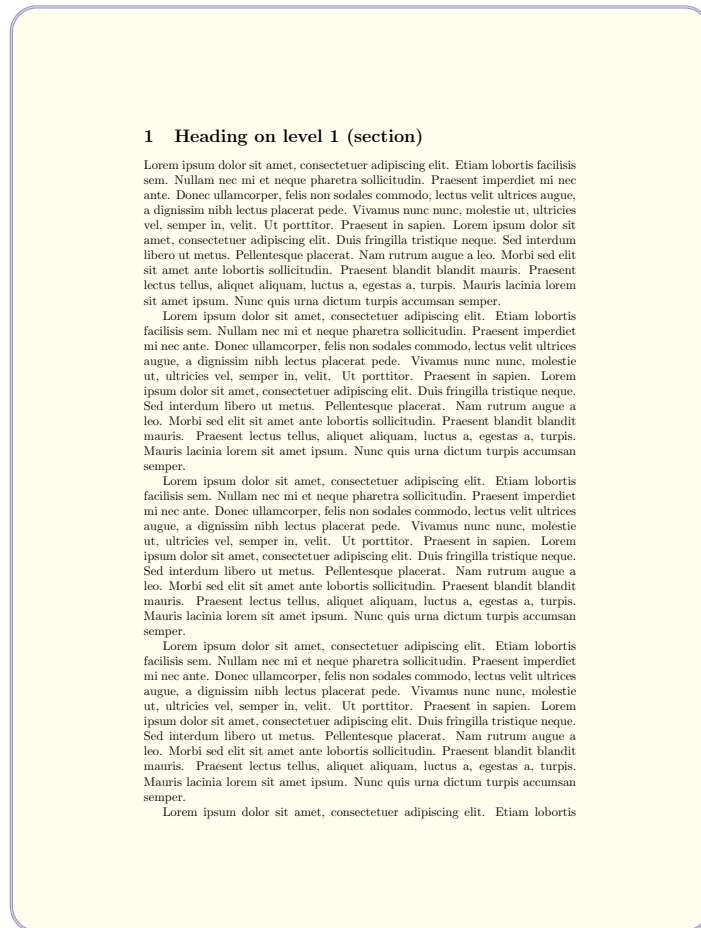 1 Heading on level 1 (section)
Lorem ipsum dolor sit amet, consectetuer adipiscing elit. Etiam lobortis facilisis
sem. Nullam nec mi et neque pharetra sollicitudin. Praesent imperdiet mi nec
ante. Donec ullamcorper, felis non sodales commodo, lectus velit ultrices augue,
a dignissim nibh lectus placerat pede. Vivamus nunc nunc, molestie ut, ultricies
vel, semper in, velit. Ut porttitor. Praesent in sapien. Lorem ipsum dolor sit
amet, consectetuer adipiscing elit. Duis fringilla tristique neque. Sed interdum
libero ut metus. Pellentesque placerat. Nam rutrum augue a leo. Morbi sed elit
sit amet ante lobortis sollicitudin. Praesent blandit blandit mauris. Praesent
lectus tellus, aliquet aliquam, luctus a, egestas a, turpis. Mauris lacinia lorem
sit amet ipsum. Nunc quis urna dictum turpis accumsan semper.
Lorem ipsum dolor sit amet, consectetuer adipiscing elit. Etiam lobortis
facilisis sem. Nullam nec mi et neque pharetra sollicitudin. Praesent imperdiet
mi nec ante. Donec ullamcorper, felis non sodales commodo, lectus velit ultrices
augue, a dignissim nibh lectus placerat pede. Vivamus nunc nunc, molestie
ut, ultricies vel, semper in, velit. Ut porttitor. Praesent in sapien. Lorem
ipsum dolor sit amet, consectetuer adipiscing elit. Duis fringilla tristique neque.
Sed interdum libero ut metus. Pellentesque placerat. Nam rutrum augue a
leo. Morbi sed elit sit amet ante lobortis sollicitudin. Praesent blandit blandit
mauris. Praesent lectus tellus, aliquet aliquam, luctus a, egestas a, turpis.
Mauris lacinia lorem sit amet ipsum. Nunc quis urna dictum turpis accumsan
semper.
Lorem ipsum dolor sit amet, consectetuer adipiscing elit. Etiam lobortis
facilisis sem. Nullam nec mi et neque pharetra sollicitudin. Praesent imperdiet
mi nec ante. Donec ullamcorper, felis non sodales commodo, lectus velit ultrices
augue, a dignissim nibh lectus placerat pede. Vivamus nunc nunc, molestie
ut, ultricies vel, semper in, velit. Ut porttitor. Praesent in sapien. Lorem
ipsum dolor sit amet, consectetuer adipiscing elit. Duis fringilla tristique neque.
Sed interdum libero ut metus. Pellentesque placerat. Nam rutrum augue a
leo. Morbi sed elit sit amet ante lobortis sollicitudin. Praesent blandit blandit
mauris. Praesent lectus tellus, aliquet aliquam, luctus a, egestas a, turpis.
Mauris lacinia lorem sit amet ipsum. Nunc quis urna dictum turpis accumsan
semper.
Lorem ipsum dolor sit amet, consectetuer adipiscing elit. Etiam lobortis
facilisis sem. Nullam nec mi et neque pharetra sollicitudin. Praesent imperdiet
mi nec ante. Donec ullamcorper, felis non sodales commodo, lectus velit ultrices
augue, a dignissim nibh lectus placerat pede. Vivamus nunc nunc, molestie
ut, ultricies vel, semper in, velit. Ut porttitor. Praesent in sapien. Lorem
ipsum dolor sit amet, consectetuer adipiscing elit. Duis fringilla tristique neque.
Sed interdum libero ut metus. Pellentesque placerat. Nam rutrum augue a
leo. Morbi sed elit sit amet ante lobortis sollicitudin. Praesent blandit blandit
mauris. Praesent lectus tellus, aliquet aliquam, luctus a, egestas a, turpis.
Mauris lacinia lorem sit amet ipsum. Nunc quis urna dictum turpis accumsan
semper.
Lorem ipsum dolor sit amet, consectetuer adipiscing elit. Etiam lobortis